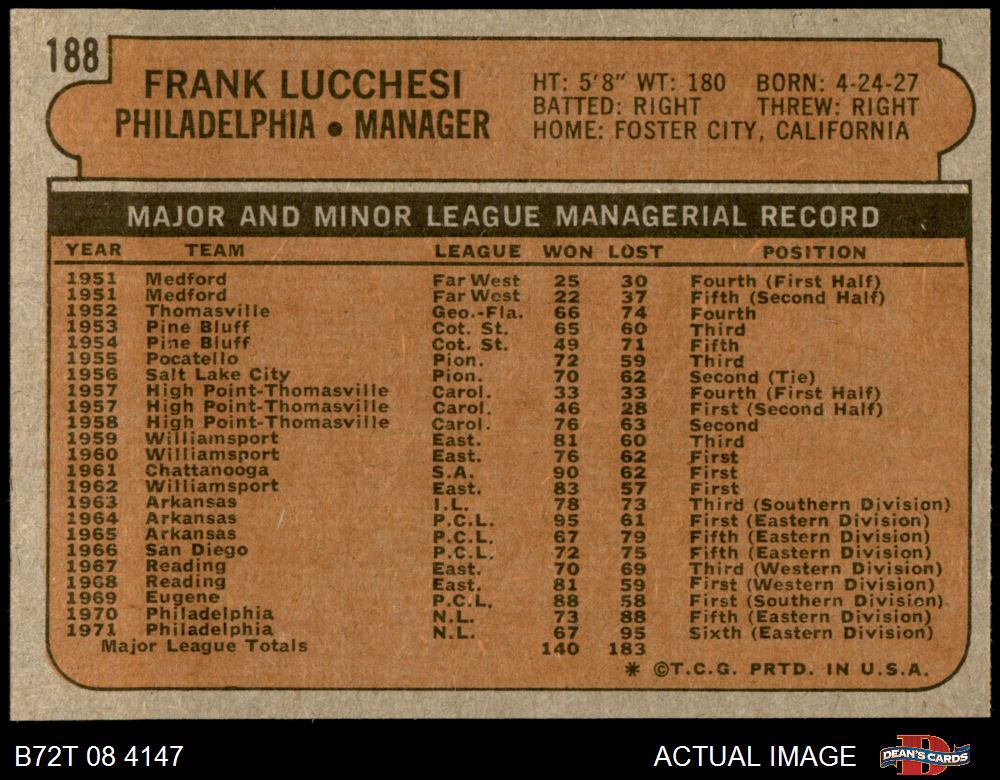 188
FRANK LUCCHESI
PHILADELPHIA • MANAGER
HT: 5'8" WT: 180 BORN: 4-24-27
BATTED: RIGHT THREW: RIGHT
HOME: FOSTER CITY, CALIFORNIA
MAJOR AND MINOR LEAGUE MANAGERIAL RECORD
YEAR TEAM LEAGUE WON LOST POSITION
1951 Medford Far West 25 30 Fourth (First Half)
1951 Medford Far West 22 37 Fifth (Second Half)
1952 Thomasville Geo.-Fla. 66 74 Fourth
1953 Pine Bluff Cot. St. 65 60 Third
1954 Pine Bluff Cot. St. 49 71 Fifth
1955 Pocatello Pion. 72 59 Third
1956 Salt Lake City Pion. 70 62 Second (Tie)
1957 High Point-Thomasville Carol. 33 33 Fourth (First Half)
1957 High Point-Thomasville Carol. 46 28 First (Second Half)
1958 High Point-Thomasville Carol. 76 63 Second
1959 Williamsport East. 81 60 Third
1960 Williamsport East. 76 62 First
1961 Chattanooga S.A. 90 62 First
1962 Williamsport East. 83 57 First
1963 Arkansas I.L. 78 73 Third (Southern Division)
1964 Arkansas P.C.L. 95 61 First (Eastern Division)
1965 Arkansas P.C.L. 67 79 Fifth (Eastern Division)
1966 San Diego P.C.L. 72 75 Fifth (Eastern Division)
1967 Reading East. 70 69 Third (Western Division)
1968 Reading East. 81 59 First (Western Division)
1969 Eugene P.C.L. 88 58 First (Southern Division)
1970 Philadelphia N.L. 73 88 Fifth (Eastern Division)
1971 Philadelphia N.L. 67 95 Sixth (Eastern Division)
Major League Totals 140 183
* ©T.C.G. PRTD. IN U.S.A.
B72T 08 4147 ACTUAL IMAGE DEAN'S CARDS